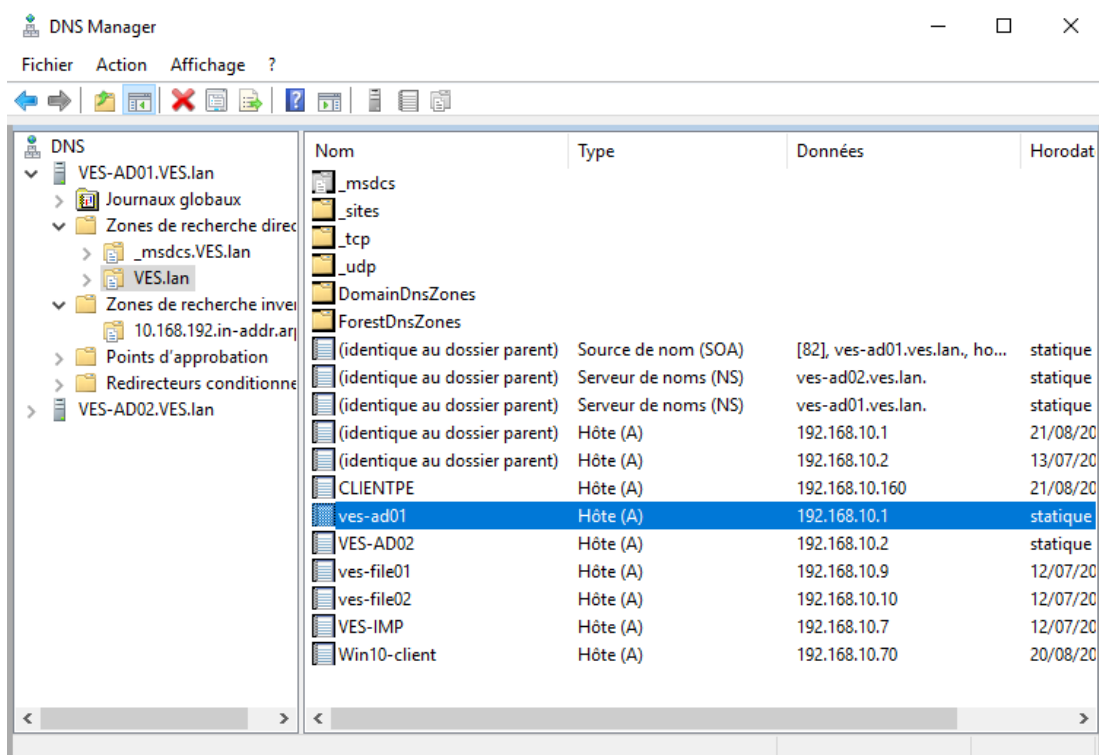 DNS Manager
Fichier Action Affichage ?
DNS
VES-AD01.VES.lan
Journaux globaux
Zones de recherche direc
_msdcs.VES.lan
VES.lan
Zones de recherche inver
10.168.192.in-addr.arp
Points d'approbation
Redirecteurs conditionne
VES-AD02.VES.lan
Nom Type Données Horodat
_msdcs
_sites
_tcp
_udp
DomainDnsZones
ForestDnsZones
(identique au dossier parent) Source de nom (SOA) [82], ves-ad01.ves.lan., ho... statique
(identique au dossier parent) Serveur de noms (NS) ves-ad02.ves.lan. statique
(identique au dossier parent) Serveur de noms (NS) ves-ad01.ves.lan. statique
(identique au dossier parent) Hôte (A) 192.168.10.1 21/08/20
(identique au dossier parent) Hôte (A) 192.168.10.2 13/07/20
CLIENTPE Hôte (A) 192.168.10.160 21/08/20
ves-ad01 Hôte (A) 192.168.10.1 statique
VES-AD02 Hôte (A) 192.168.10.2 statique
ves-file01 Hôte (A) 192.168.10.9 12/07/20
ves-file02 Hôte (A) 192.168.10.10 12/07/20
VES-IMP Hôte (A) 192.168.10.7 12/07/20
Win10-client Hôte (A) 192.168.10.70 20/08/20